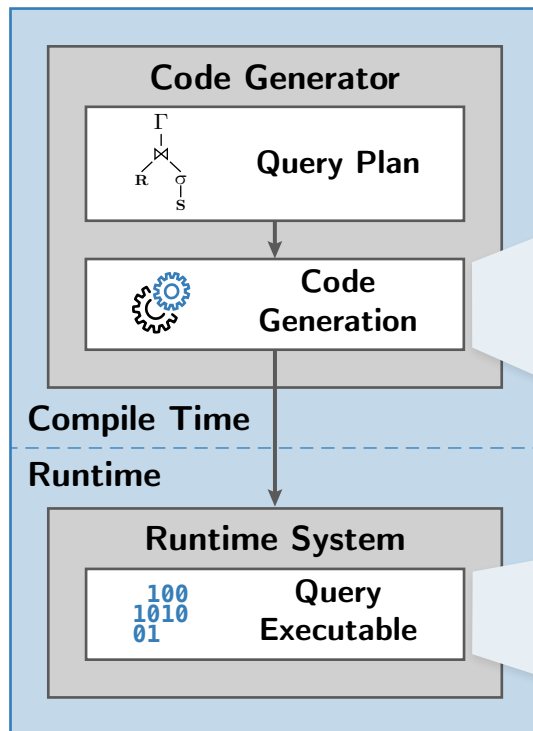 Code Generator
Γ
⋈
R σ
S
Query Plan
Code
Generation
Compile Time
Runtime
Runtime System
100
1010
01
Query
Executable